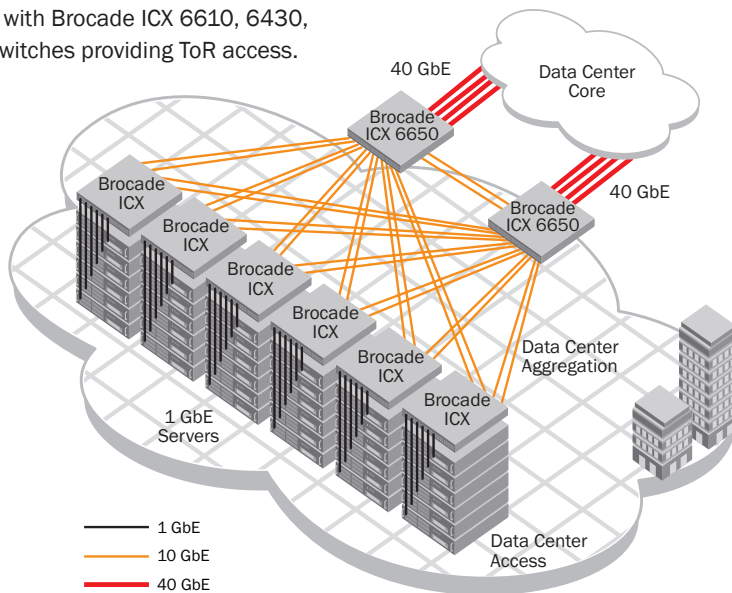 with Brocade ICX 6610, 6430,
witches providing ToR access.
40 GbE
Data Center
Core
Brocade
ICX 6650
40 GbE
Brocade
ICX
Brocade
ICX 6650
Brocade
ICX
Brocade
ICX
Brocade
ICX
Data Center
Aggregation
Brocade
ICX
Brocade
ICX
1 GbE
Servers
1 GbE
10 GbE
40 GbE
Data Center
Access